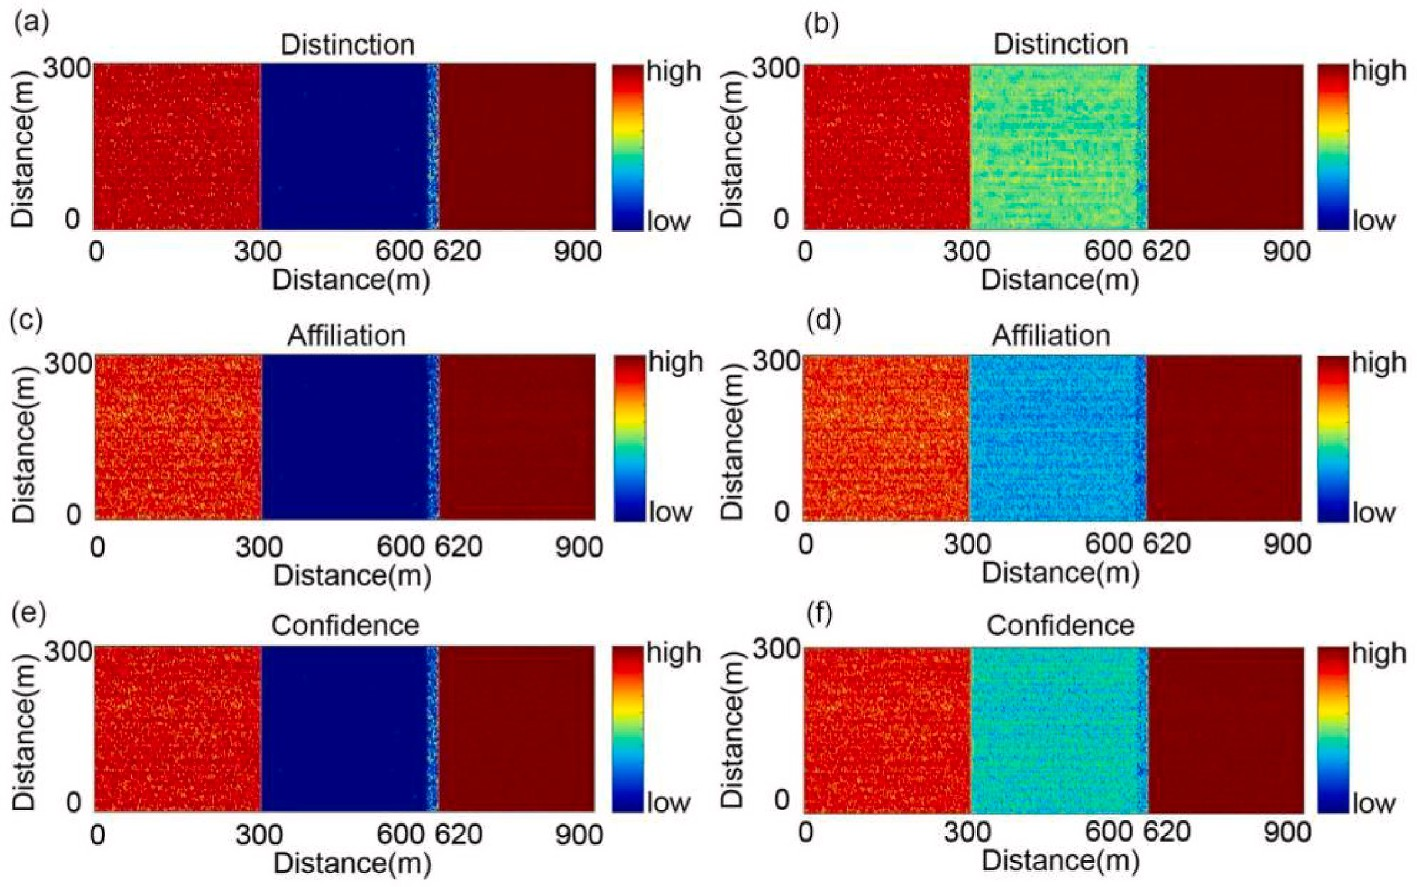 (a)
Distinction
300
Distance(m)
0
0 300 600 620 900
Distance(m)
high
low
(b)
Distinction
300
Distance(m)
0
0 300 600 620 900
Distance(m)
high
low
(c)
Affiliation
300
Distance(m)
0
0 300 600 620 900
Distance(m)
high
low
(d)
Affiliation
300
Distance(m)
0
0 300 600 620 900
Distance(m)
high
low
(e)
Confidence
300
Distance(m)
0
0 300 600 620 900
Distance(m)
high
low
(f)
Confidence
300
Distance(m)
0
0 300 600 620 900
Distance(m)
high
low